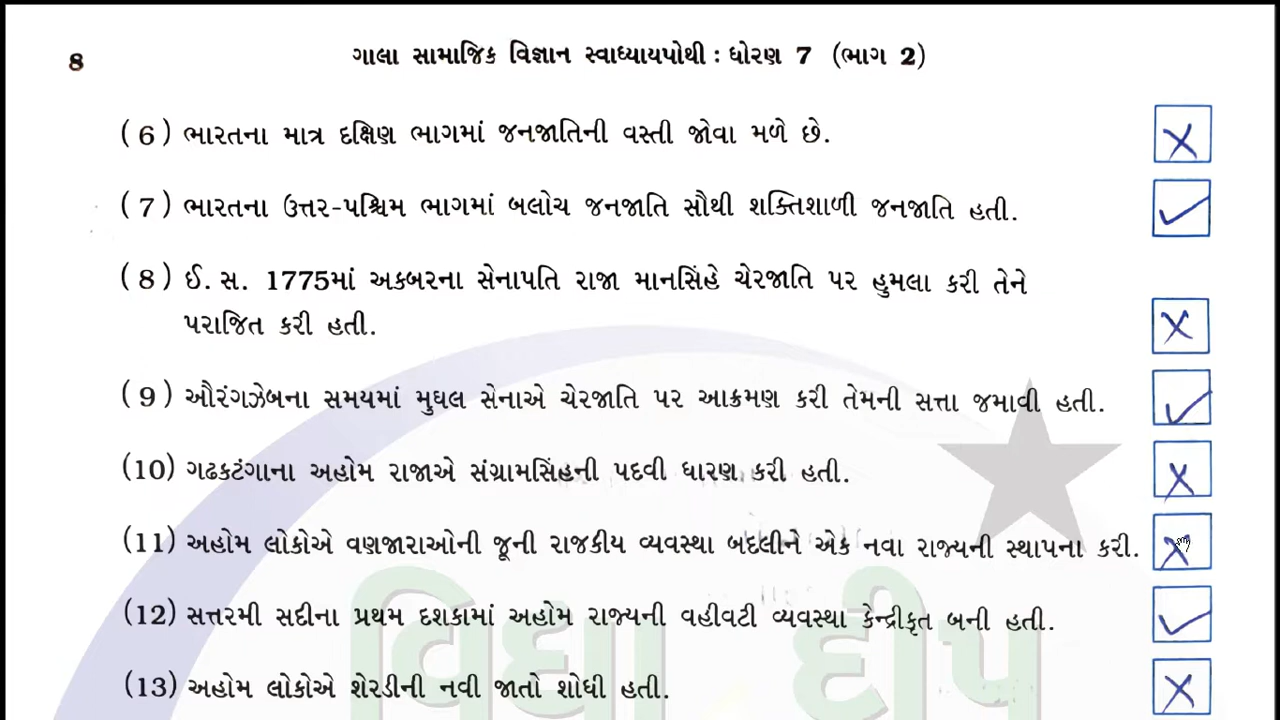 8
ગાલા સામાજિક વિજ્ઞાન સ્વાધ્યાયપોથી : ધોરણ 7 (ભાગ 2)
(6) ભારતના માત્ર દક્ષિણ ભાગમાં જનજાતિની વસ્તી જોવા મળે છે. ✗
(7) ભારતના ઉત્તર-પશ્ચિમ ભાગમાં બલોચ જનજાતિ સૌથી શક્તિશાળી જનજાતિ હતી. ✓
(8) ઈ. સ. 1775માં અકબરના સેનાપતિ રાજા માનસિંહે ચેરજાતિ પર હુમલા કરી તેને
પરાજિત કરી હતી. ✗
(9) ઔરંગઝેબના સમયમાં મુઘલ સેનાએ ચેરજાતિ પર આક્રમણ કરી તેમની સત્તા જમાવી હતી. ✓
(10) ગઢકટંગાના અહોમ રાજાએ સંગ્રામસિંહની પદવી ધારણ કરી હતી. ✗
(11) અહોમ લોકોએ વણજારાઓની જૂની રાજકીય વ્યવસ્થા બદલીને એક નવા રાજ્યની સ્થાપના કરી. ✗
(12) સત્તરમી સદીના પ્રથમ દશકામાં અહોમ રાજ્યની વહીવટી વ્યવસ્થા કેન્દ્રીકૃત બની હતી. ✓
(13) અહોમ લોકોએ શેરડીની નવી જાતો શોધી હતી. ✗
વિદ્યા દીપ